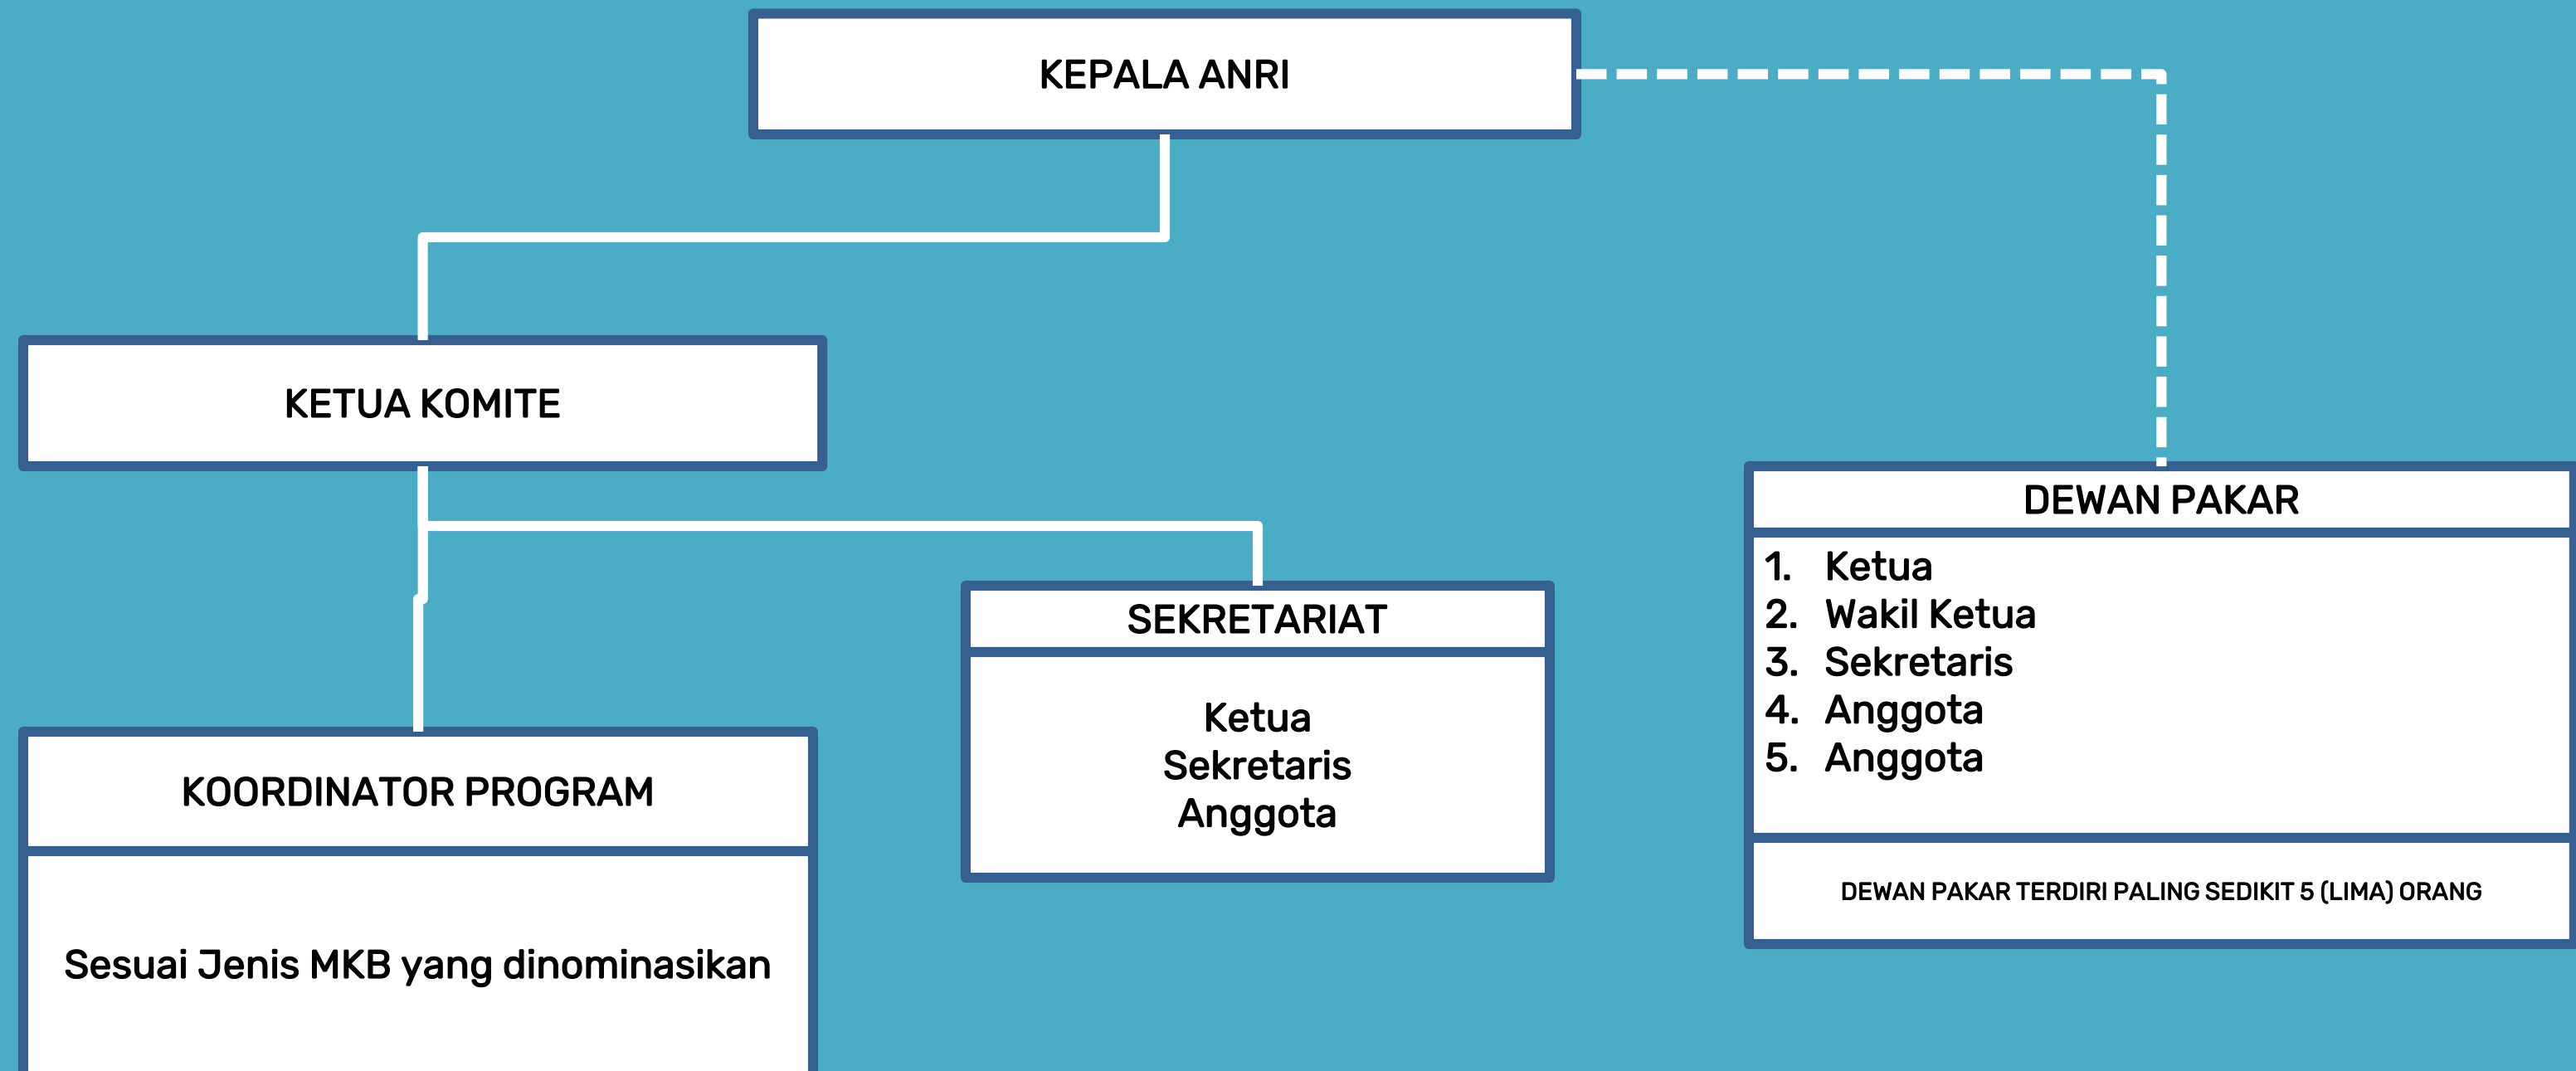 KEPALA ANRI
KETUA KOMITE
DEWAN PAKAR
1. Ketua
2. Wakil Ketua
3. Sekretaris
4. Anggota
5. Anggota
DEWAN PAKAR TERDIRI PALING SEDIKIT 5 (LIMA) ORANG
SEKRETARIAT
Ketua
Sekretaris
Anggota
KOORDINATOR PROGRAM
Sesuai Jenis MKB yang dinominasikan